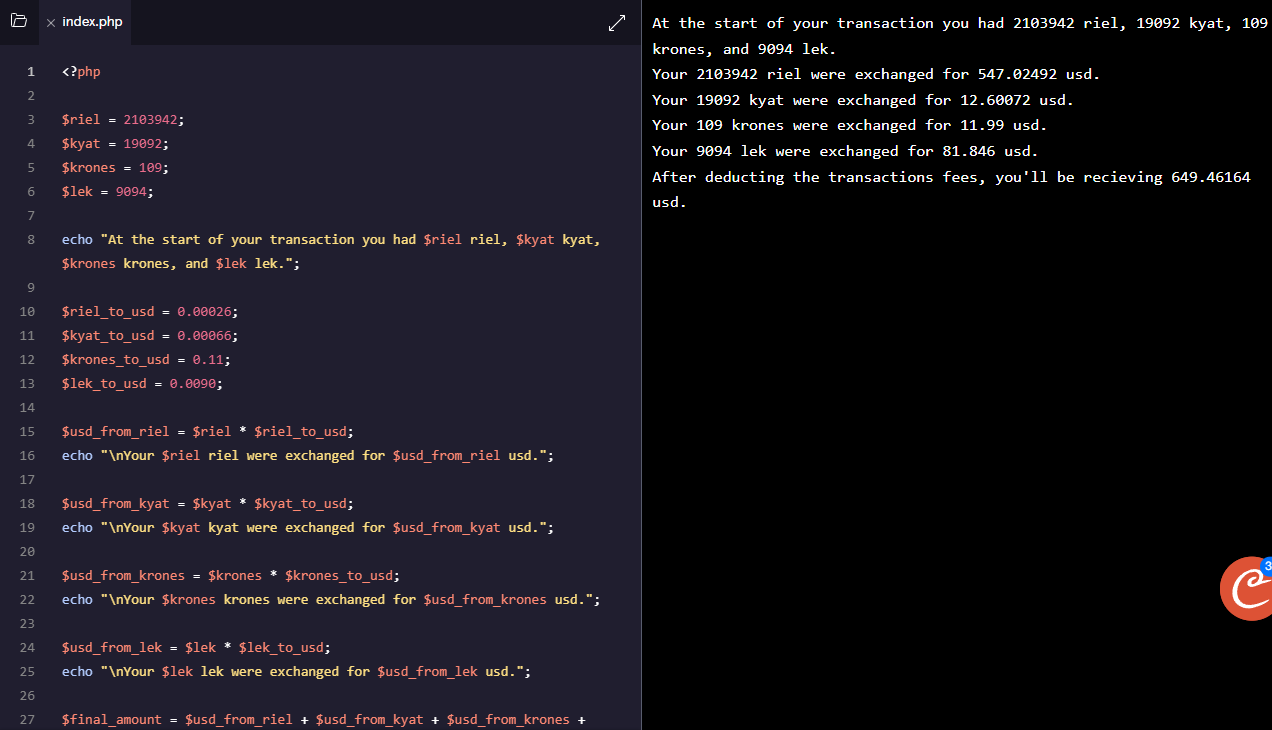 index.php
1 <?php
2
3 $riel = 2103942;
4 $kyat = 19092;
5 $krones = 109;
6 $lek = 9094;
7
8 echo "At the start of your transaction you had $riel riel, $kyat kyat,
$krones krones, and $lek lek.";
9
10 $riel_to_usd = 0.00026;
11 $kyat_to_usd = 0.00066;
12 $krones_to_usd = 0.11;
13 $lek_to_usd = 0.0090;
14
15 $usd_from_riel = $riel * $riel_to_usd;
16 echo "\nYour $riel riel were exchanged for $usd_from_riel usd.";
17
18 $usd_from_kyat = $kyat * $kyat_to_usd;
19 echo "\nYour $kyat kyat were exchanged for $usd_from_kyat usd.";
20
21 $usd_from_krones = $krones * $krones_to_usd;
22 echo "\nYour $krones krones were exchanged for $usd_from_krones usd.";
23
24 $usd_from_lek = $lek * $lek_to_usd;
25 echo "\nYour $lek lek were exchanged for $usd_from_lek usd.";
26
27 $final_amount = $usd_from_riel + $usd_from_kyat + $usd_from_krones +
At the start of your transaction you had 2103942 riel, 19092 kyat, 109
krones, and 9094 lek.
Your 2103942 riel were exchanged for 547.02492 usd.
Your 19092 kyat were exchanged for 12.60072 usd.
Your 109 krones were exchanged for 11.99 usd.
Your 9094 lek were exchanged for 81.846 usd.
After deducting the transactions fees, you'll be recieving 649.46164
usd.
3